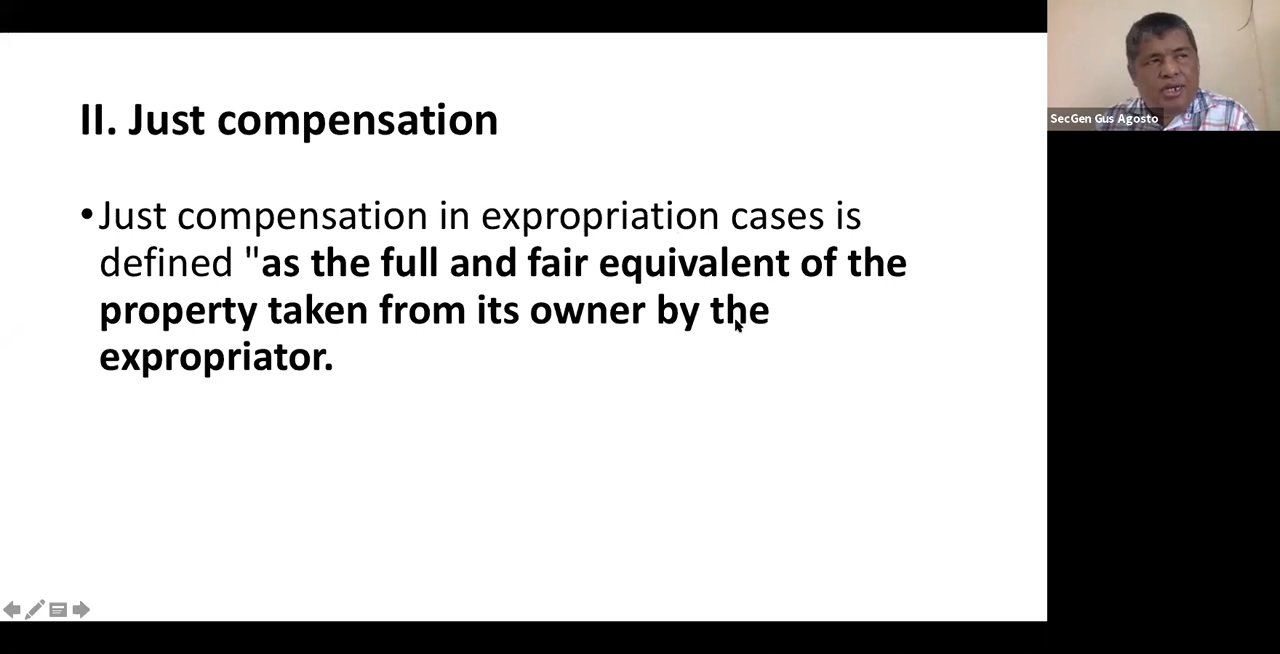 II. Just compensation
•Just compensation in expropriation cases is
defined "as the full and fair equivalent of the
property taken from its owner by the
expropriator.
SecGen Gus Agosto